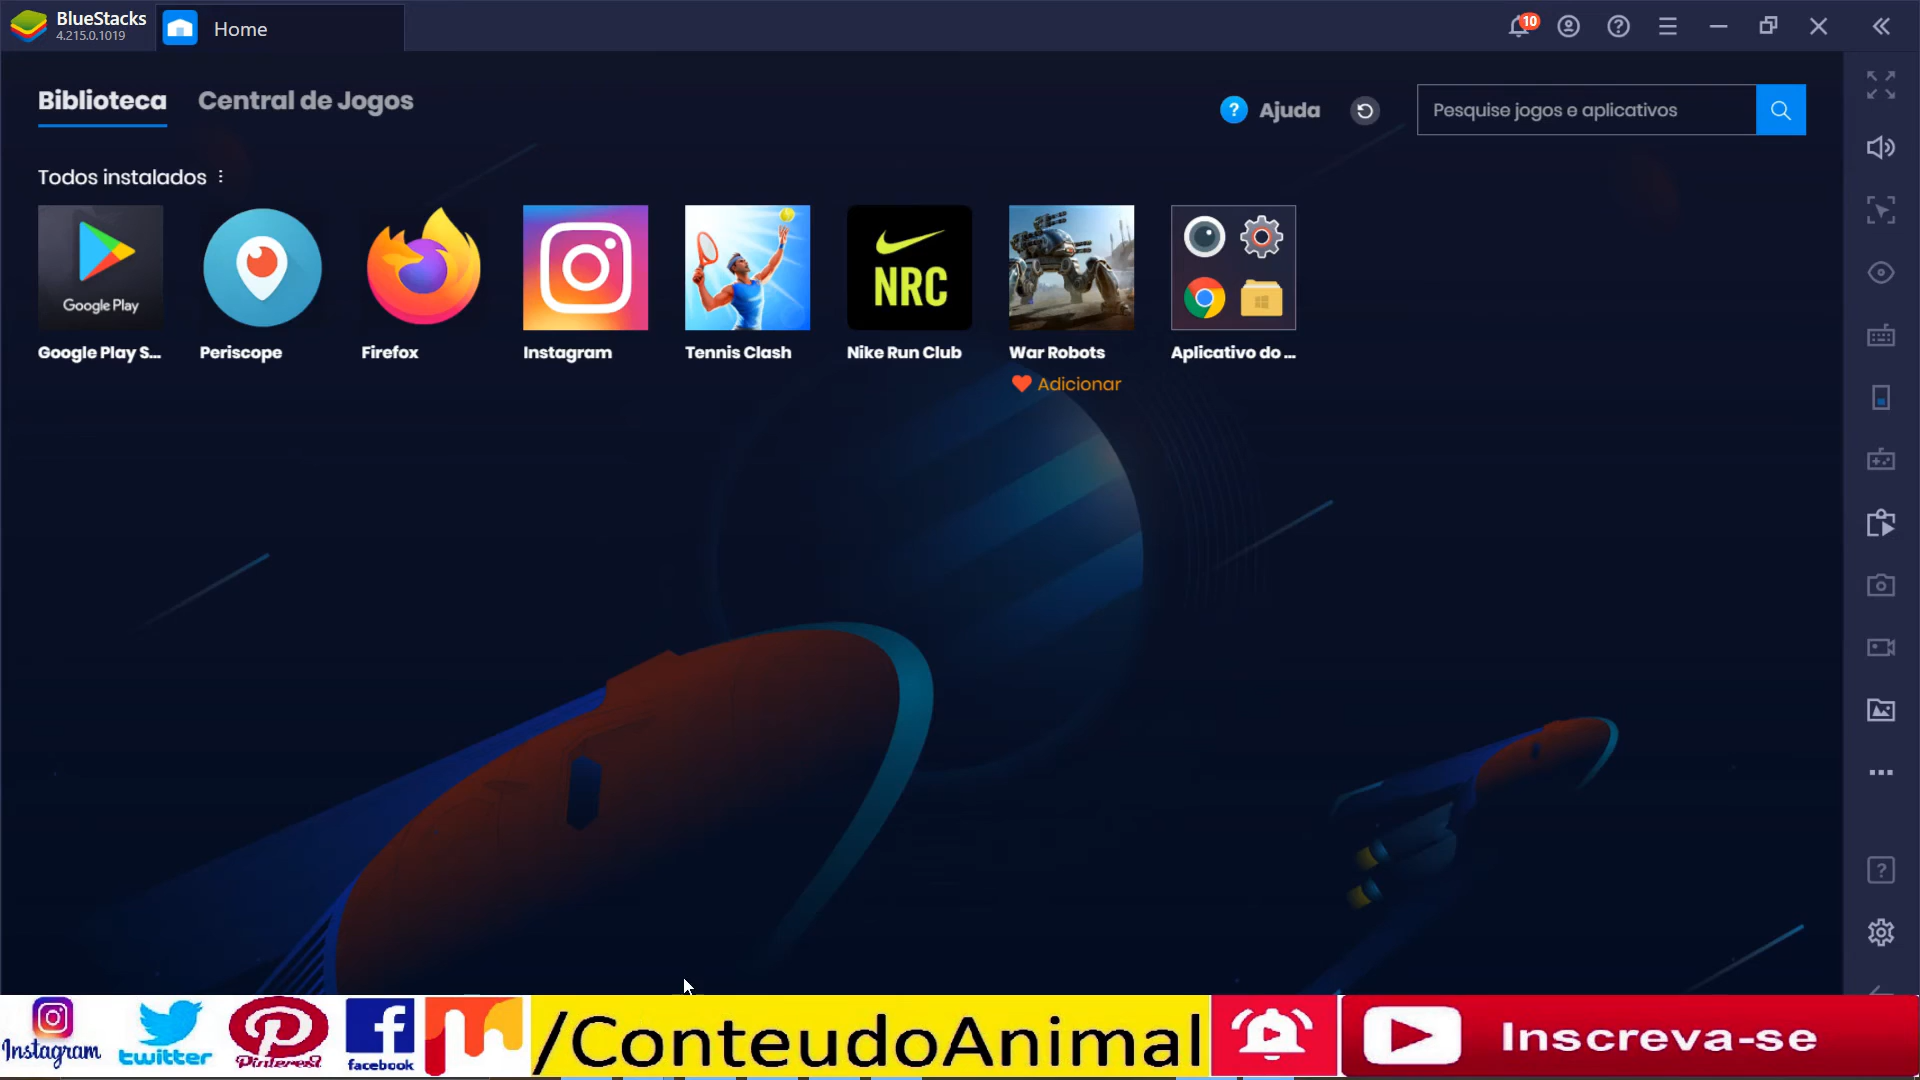 BlueStacks
4.215.0.1019
Home
10
Biblioteca
Central de Jogos
? Ajuda
Pesquise jogos e aplicativos
Todos instalados
Google Play
NRC
Google Play S...
Periscope
Firefox
Instagram
Tennis Clash
Nike Run Club
War Robots
Aplicativo do ...
Adicionar
Instagram
twitter
Pinterest
facebook
/ConteudoAnimal
Inscreva-se